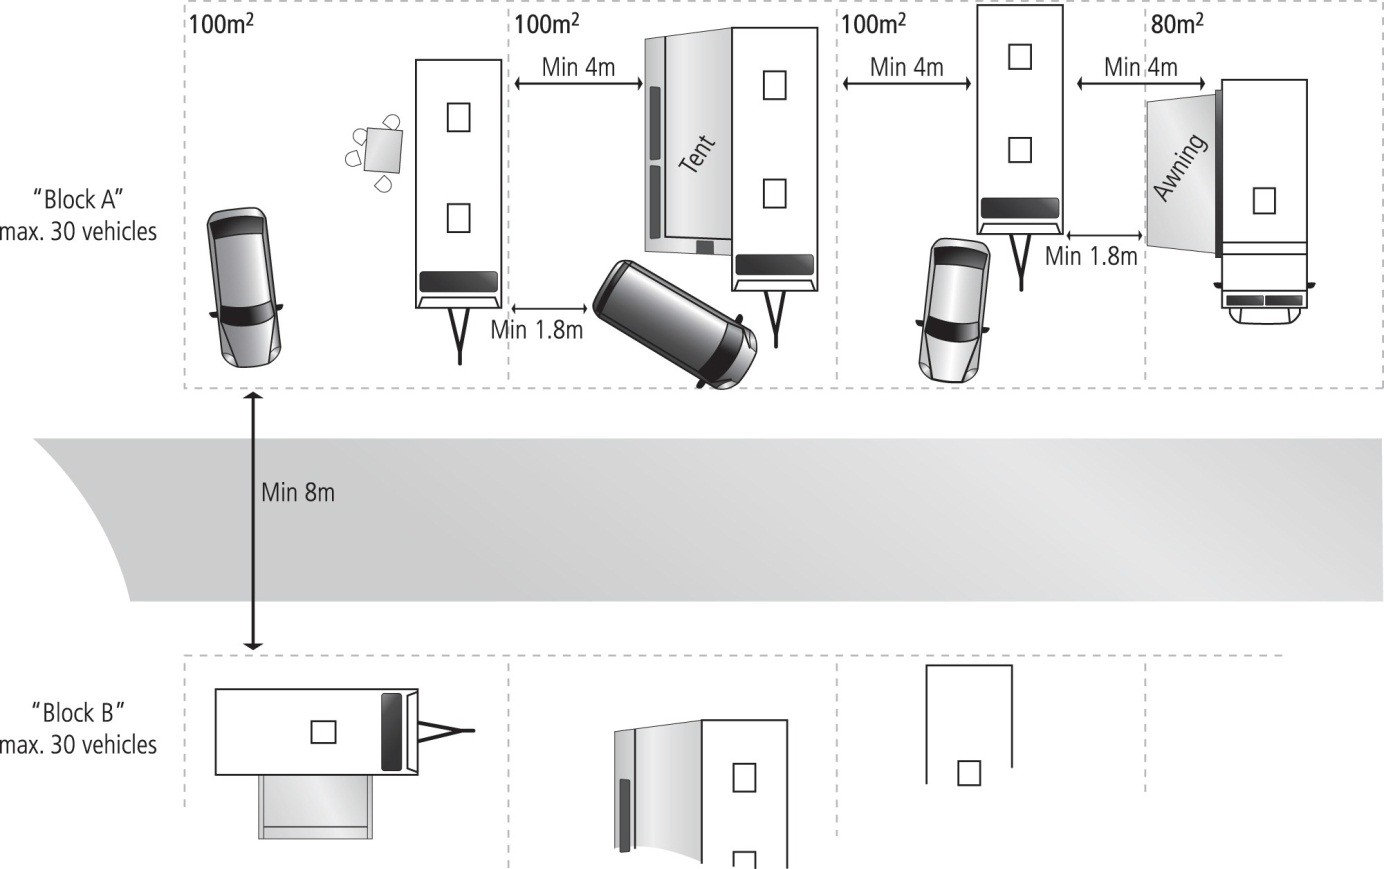 100m²
100m²
100m²
80m²
Min 4m
Min 4m
Min 4m
Tent
Awning
“Block A”
max. 30 vehicles
Min 1.8m
Min 1.8m
Min 8m
“Block B”
max. 30 vehicles